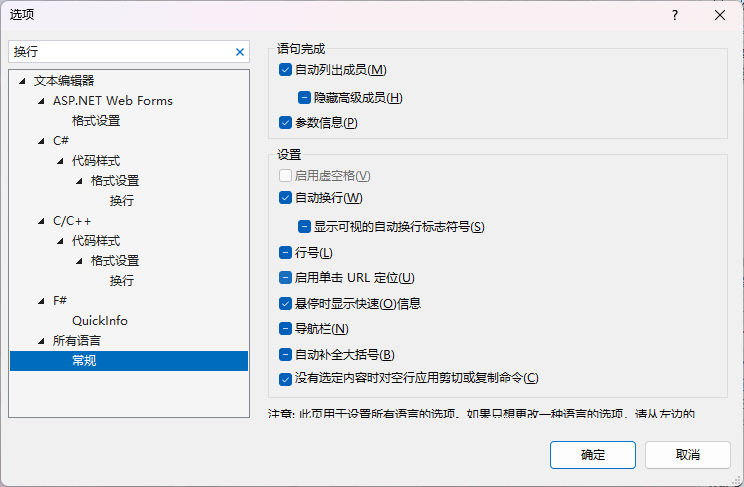 选项
换行
文本编辑器
ASP.NET Web Forms
格式设置
C#
代码样式
格式设置
换行
C/C++
代码样式
格式设置
换行
F#
QuickInfo
所有语言
常规
语句完成
自动列出成员(M)
隐藏高级成员(H)
参数信息(P)
设置
启用虚空格(V)
自动换行(W)
显示可视的自动换行标志符号(S)
行号(L)
启用单击 URL 定位(U)
悬停时显示快速(O)信息
导航栏(N)
自动补全大括号(B)
没有选定内容时对空行应用剪切或复制命令(C)
注意: 此页用于设置所有语言的选项。如果只想更改一种语言的选项，请从左边的
确定
取消